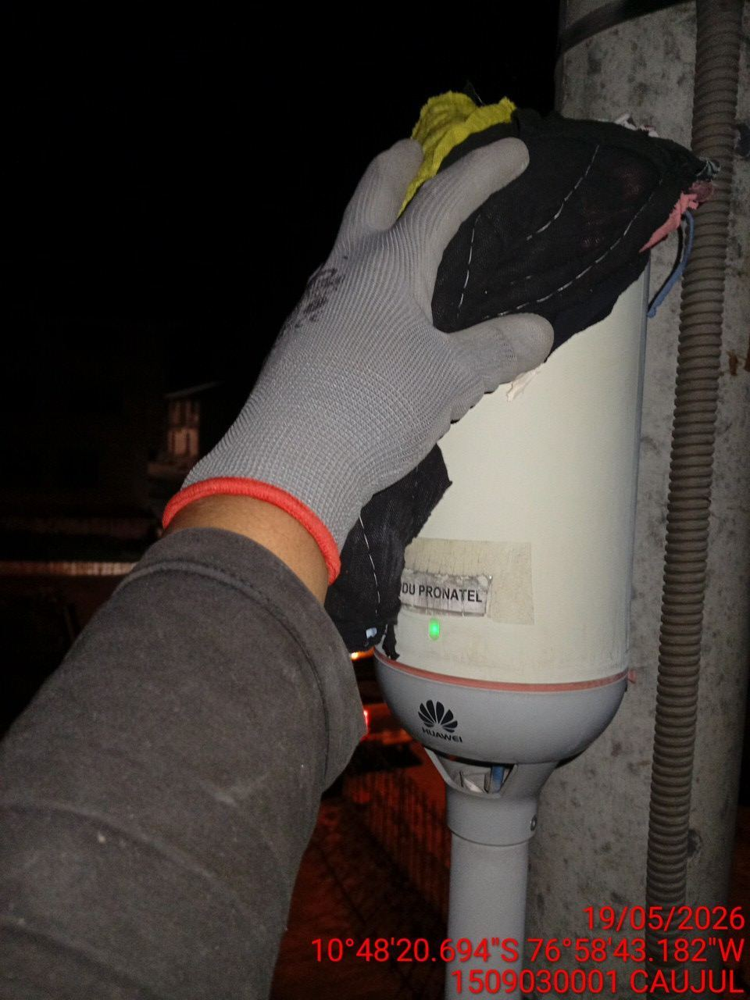 DU PRONATEL
HUAWEI
19/05/2026
10°48'20.694"S 76°58'43.182"W
1509030001 CAUJUL